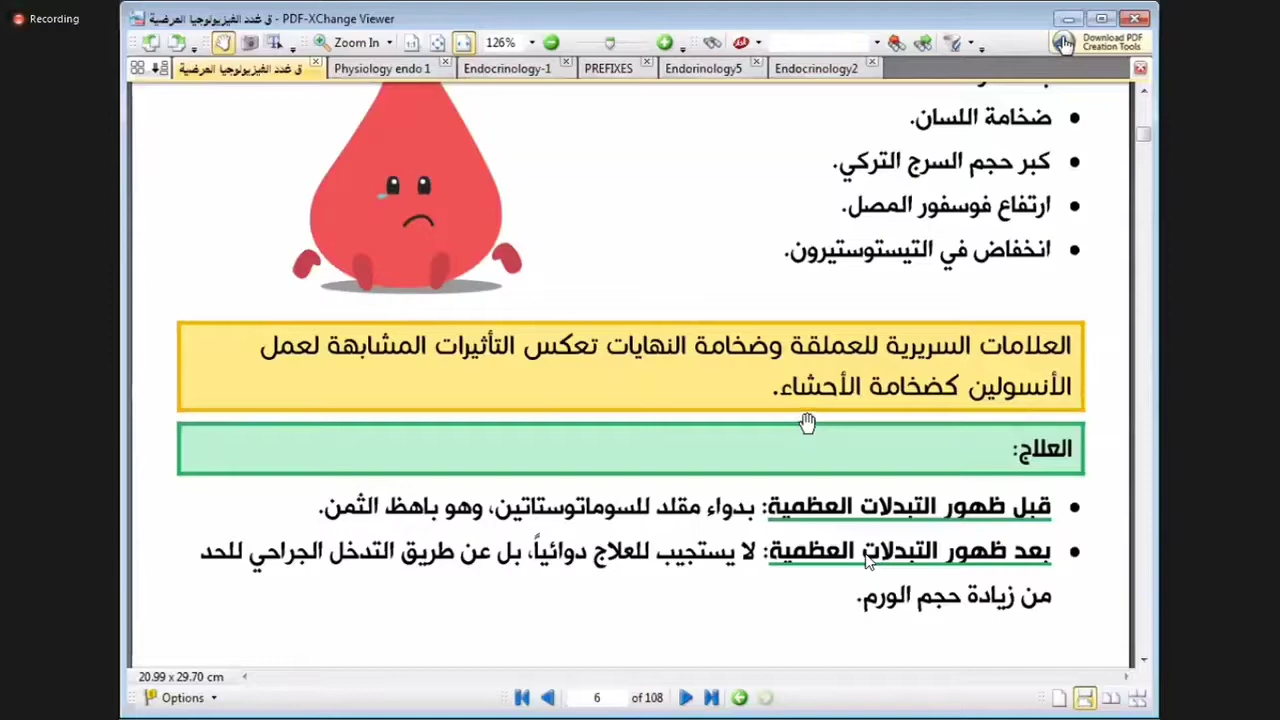 Recording
ق غدد الفيزيولوجيا المرضية - PDF-XChange Viewer
Zoom In
126%
Download PDF
Creation Tools
ق غدد الفيزيولوجيا المرضية
Physiology endo 1
Endocrinology-1
PREFIXES
Endorinology5
Endocrinology2
ضخامة اللسان.
كبر حجم السرج التركي.
ارتفاع فوسفور المصل.
انخفاض في التيستوستيرون.
العلامات السريرية للعملقة وضخامة النهايات تعكس التأثيرات المشابهة لعمل
الأنسولين كضخامة الأحشاء.
العلاج:
قبل ظهور التبدلات العظمية: بدواء مقلد للسوماتوستاتين، وهو باهظ الثمن.
بعد ظهور التبدلات العظمية: لا يستجيب للعلاج دوائياً، بل عن طريق التدخل الجراحي للحد
من زيادة حجم الورم.
20.99 x 29.70 cm
Options
6
of 108